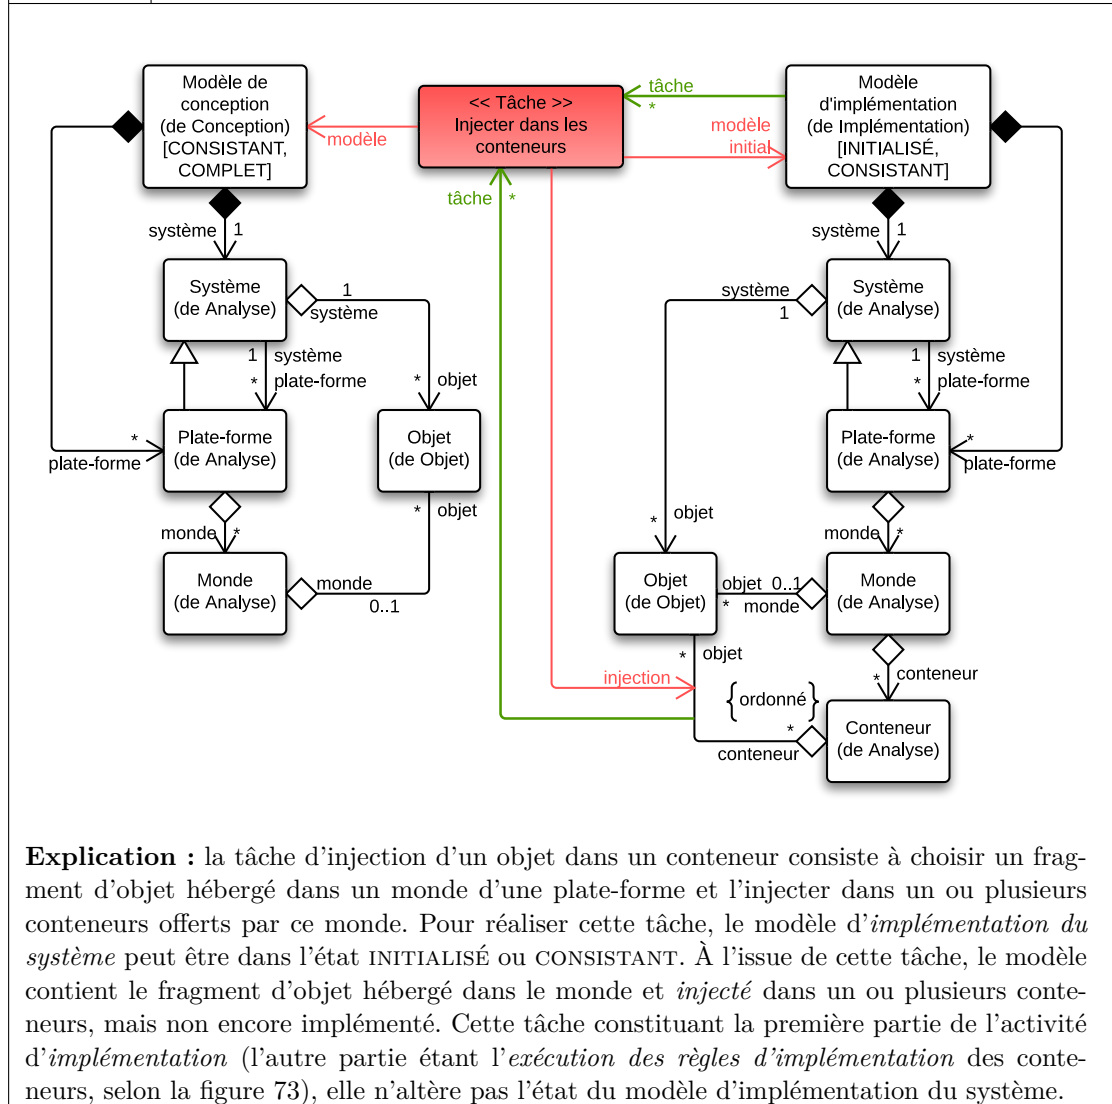 Modèle de
conception
(de Conception)
[CONSISTANT,
COMPLET]
<< Tâche >>
Injecter dans les
conteneurs
Modèle
d'implémentation
(de Implémentation)
[INITIALISÉ,
CONSISTANT]
tâche
*
modèle
modèle
initial
tâche
*
système
1
système
1
Système
(de Analyse)
1
système
système
1
Système
(de Analyse)
1
système
*
plate-forme
1
système
*
plate-forme
*
objet
*
plate-forme
Plate-forme
(de Analyse)
Objet
(de Objet)
Plate-forme
(de Analyse)
*
plate-forme
*
objet
monde
*
*
objet
monde
*
Monde
(de Analyse)
monde
0..1
Objet
(de Objet)
objet
0..1
*
monde
Monde
(de Analyse)
*
objet
injection
*
conteneur
{ordonné}
*
conteneur
Conteneur
(de Analyse)
Explication : la tâche d'injection d'un objet dans un conteneur consiste à choisir un frag-
ment d'objet hébergé dans un monde d'une plate-forme et l'injecter dans un ou plusieurs
conteneurs offerts par ce monde. Pour réaliser cette tâche, le modèle d'implémentation du
système peut être dans l'état INITIALISÉ ou CONSISTANT. À l'issue de cette tâche, le modèle
contient le fragment d'objet hébergé dans le monde et injecté dans un ou plusieurs conte-
neurs, mais non encore implémenté. Cette tâche constituant la première partie de l'activité
d'implémentation (l'autre partie étant l'exécution des règles d'implémentation des conte-
neurs, selon la figure 73), elle n'altère pas l'état du modèle d'implémentation du système.